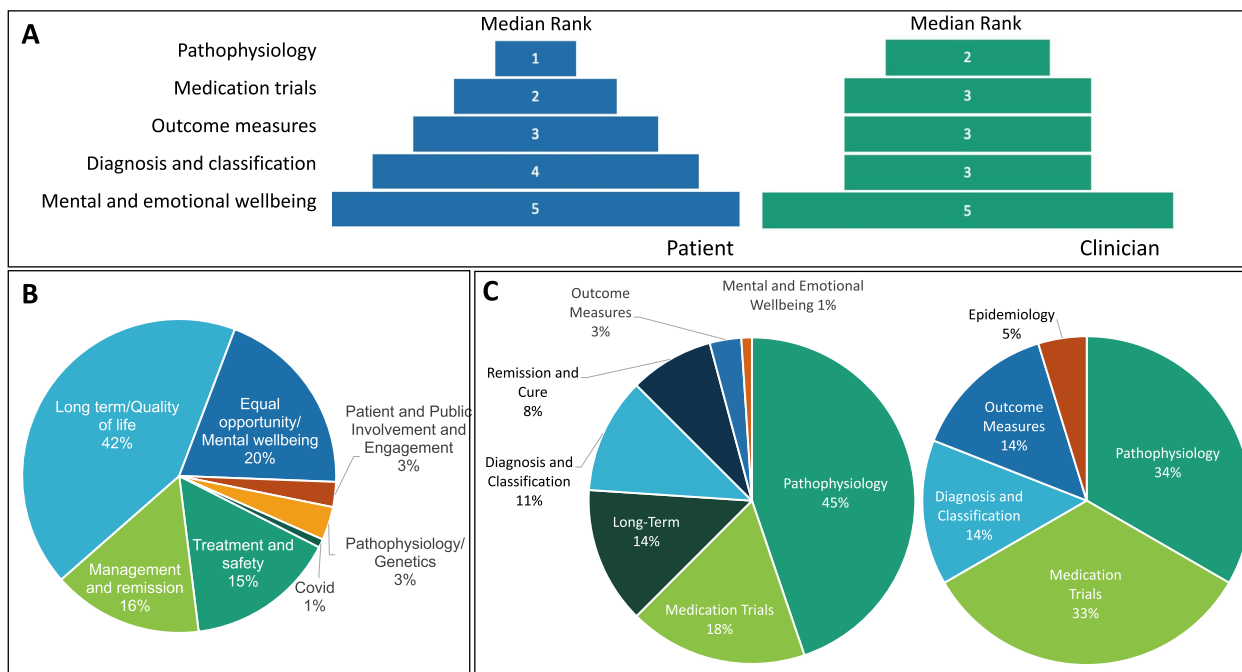 A
Median Rank
Median Rank
Pathophysiology
1
2
Medication trials
2
3
Outcome measures
3
3
Diagnosis and classification
4
3
Mental and emotional wellbeing
5
5
Patient
Clinician
B
Long term/Quality
of life
42%
Equal
opportunity/
Mental wellbeing
20%
Patient and Public
Involvement and
Engagement
3%
Pathophysiology/
Genetics
3%
Covid
1%
Treatment and
safety
15%
Management
and remission
16%
C
Mental and Emotional
Wellbeing 1%
Outcome
Measures
3%
Remission and
Cure
8%
Diagnosis and
Classification
11%
Long-Term
14%
Medication Trials
18%
Pathophysiology
45%
Epidemiology
5%
Outcome
Measures
14%
Diagnosis and
Classification
14%
Medication
Trials
33%
Pathophysiology
34%